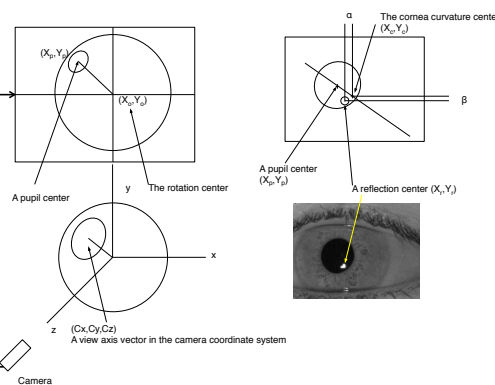 α
The cornea curvature center
(Xc,Yc)
(Xp,Yp)
(Xo,Yo)
β
A pupil center
(Xp,Yp)
A pupil center
The rotation center
A reflection center (Xr,Yr)
y
x
z
(Cx,Cy,Cz)
A view axis vector in the camera coordinate system
Camera